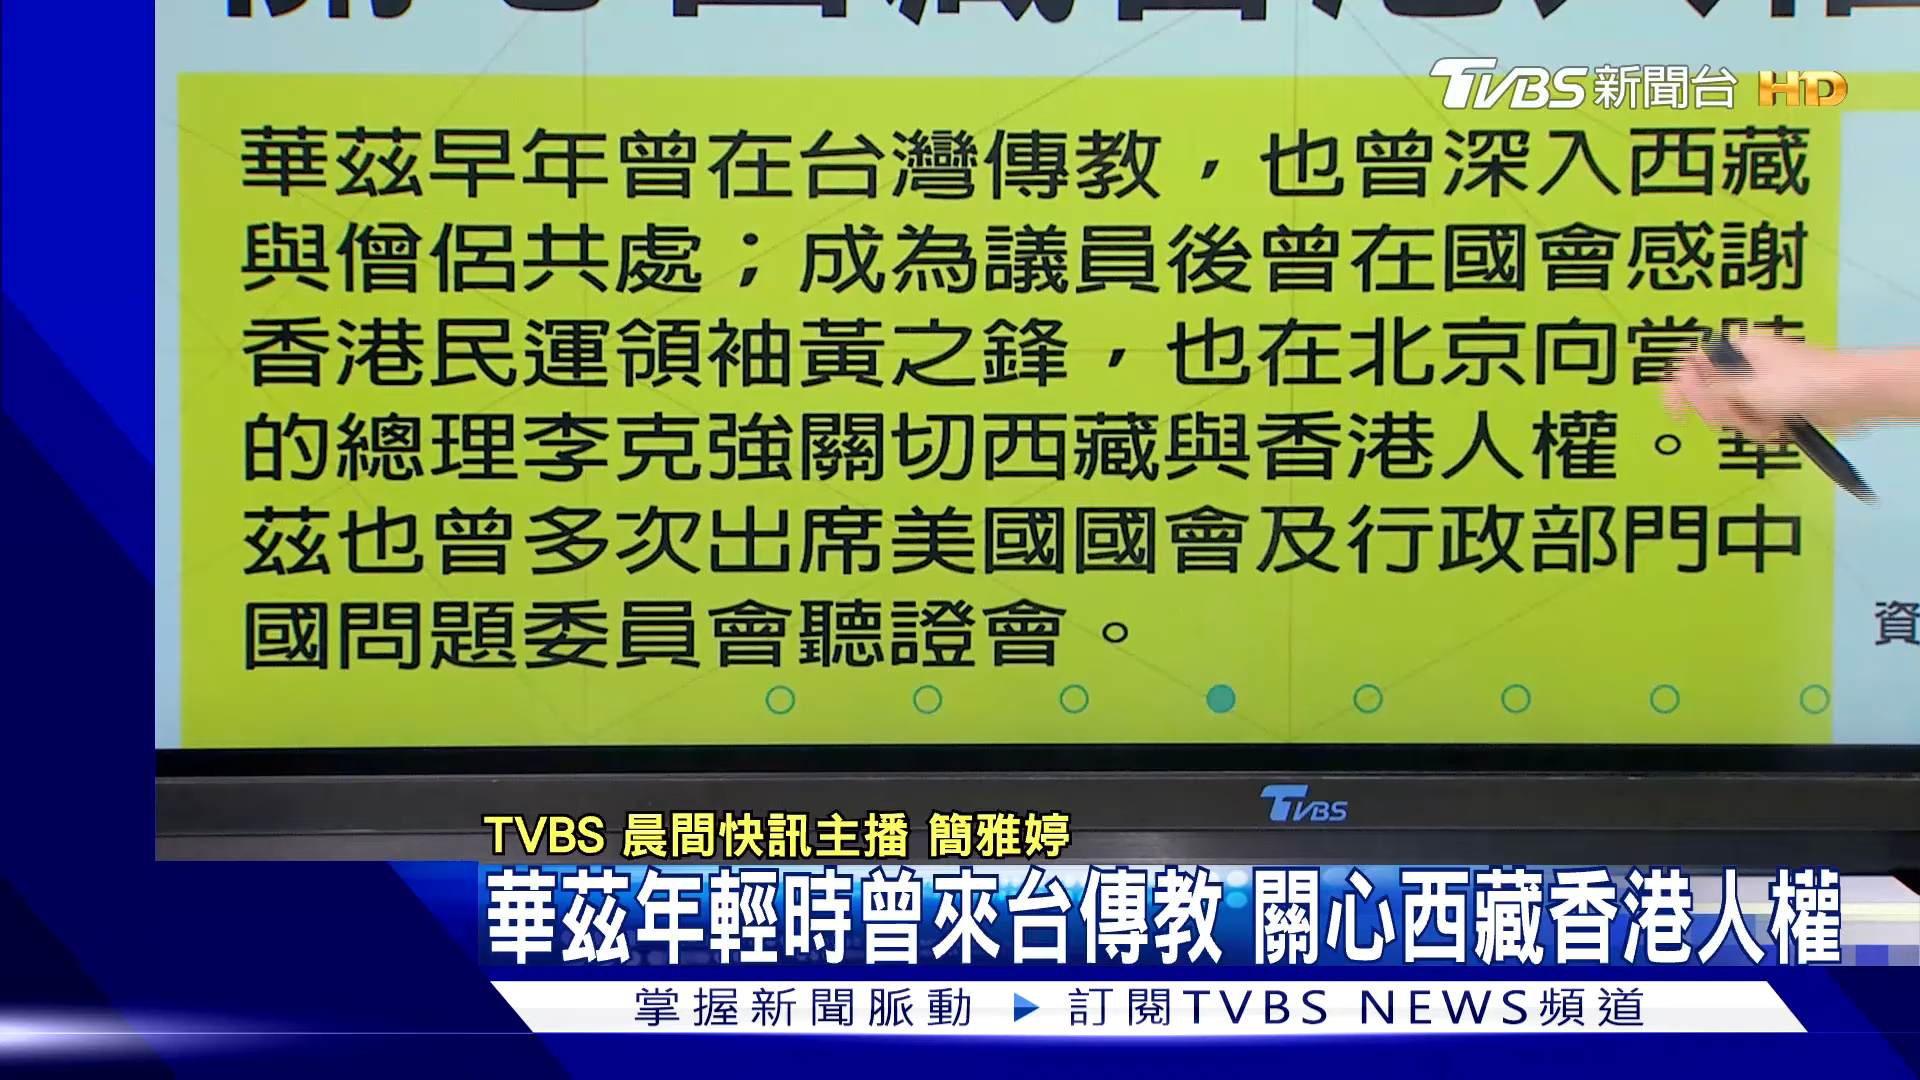 TVBS新聞台 HD
華茲早年曾在台灣傳教，也曾深入西藏
與僧侶共處；成為議員後曾在國會感謝
香港民運領袖黃之鋒，也在北京向當時
的總理李克強關切西藏與香港人權。華
茲也曾多次出席美國國會及行政部門中
國問題委員會聽證會。
資
TVBS
TVBS 晨間快訊主播 簡雅婷
華茲年輕時曾來台傳教 關心西藏香港人權
掌握新聞脈動 ▶ 訂閱TVBS NEWS頻道